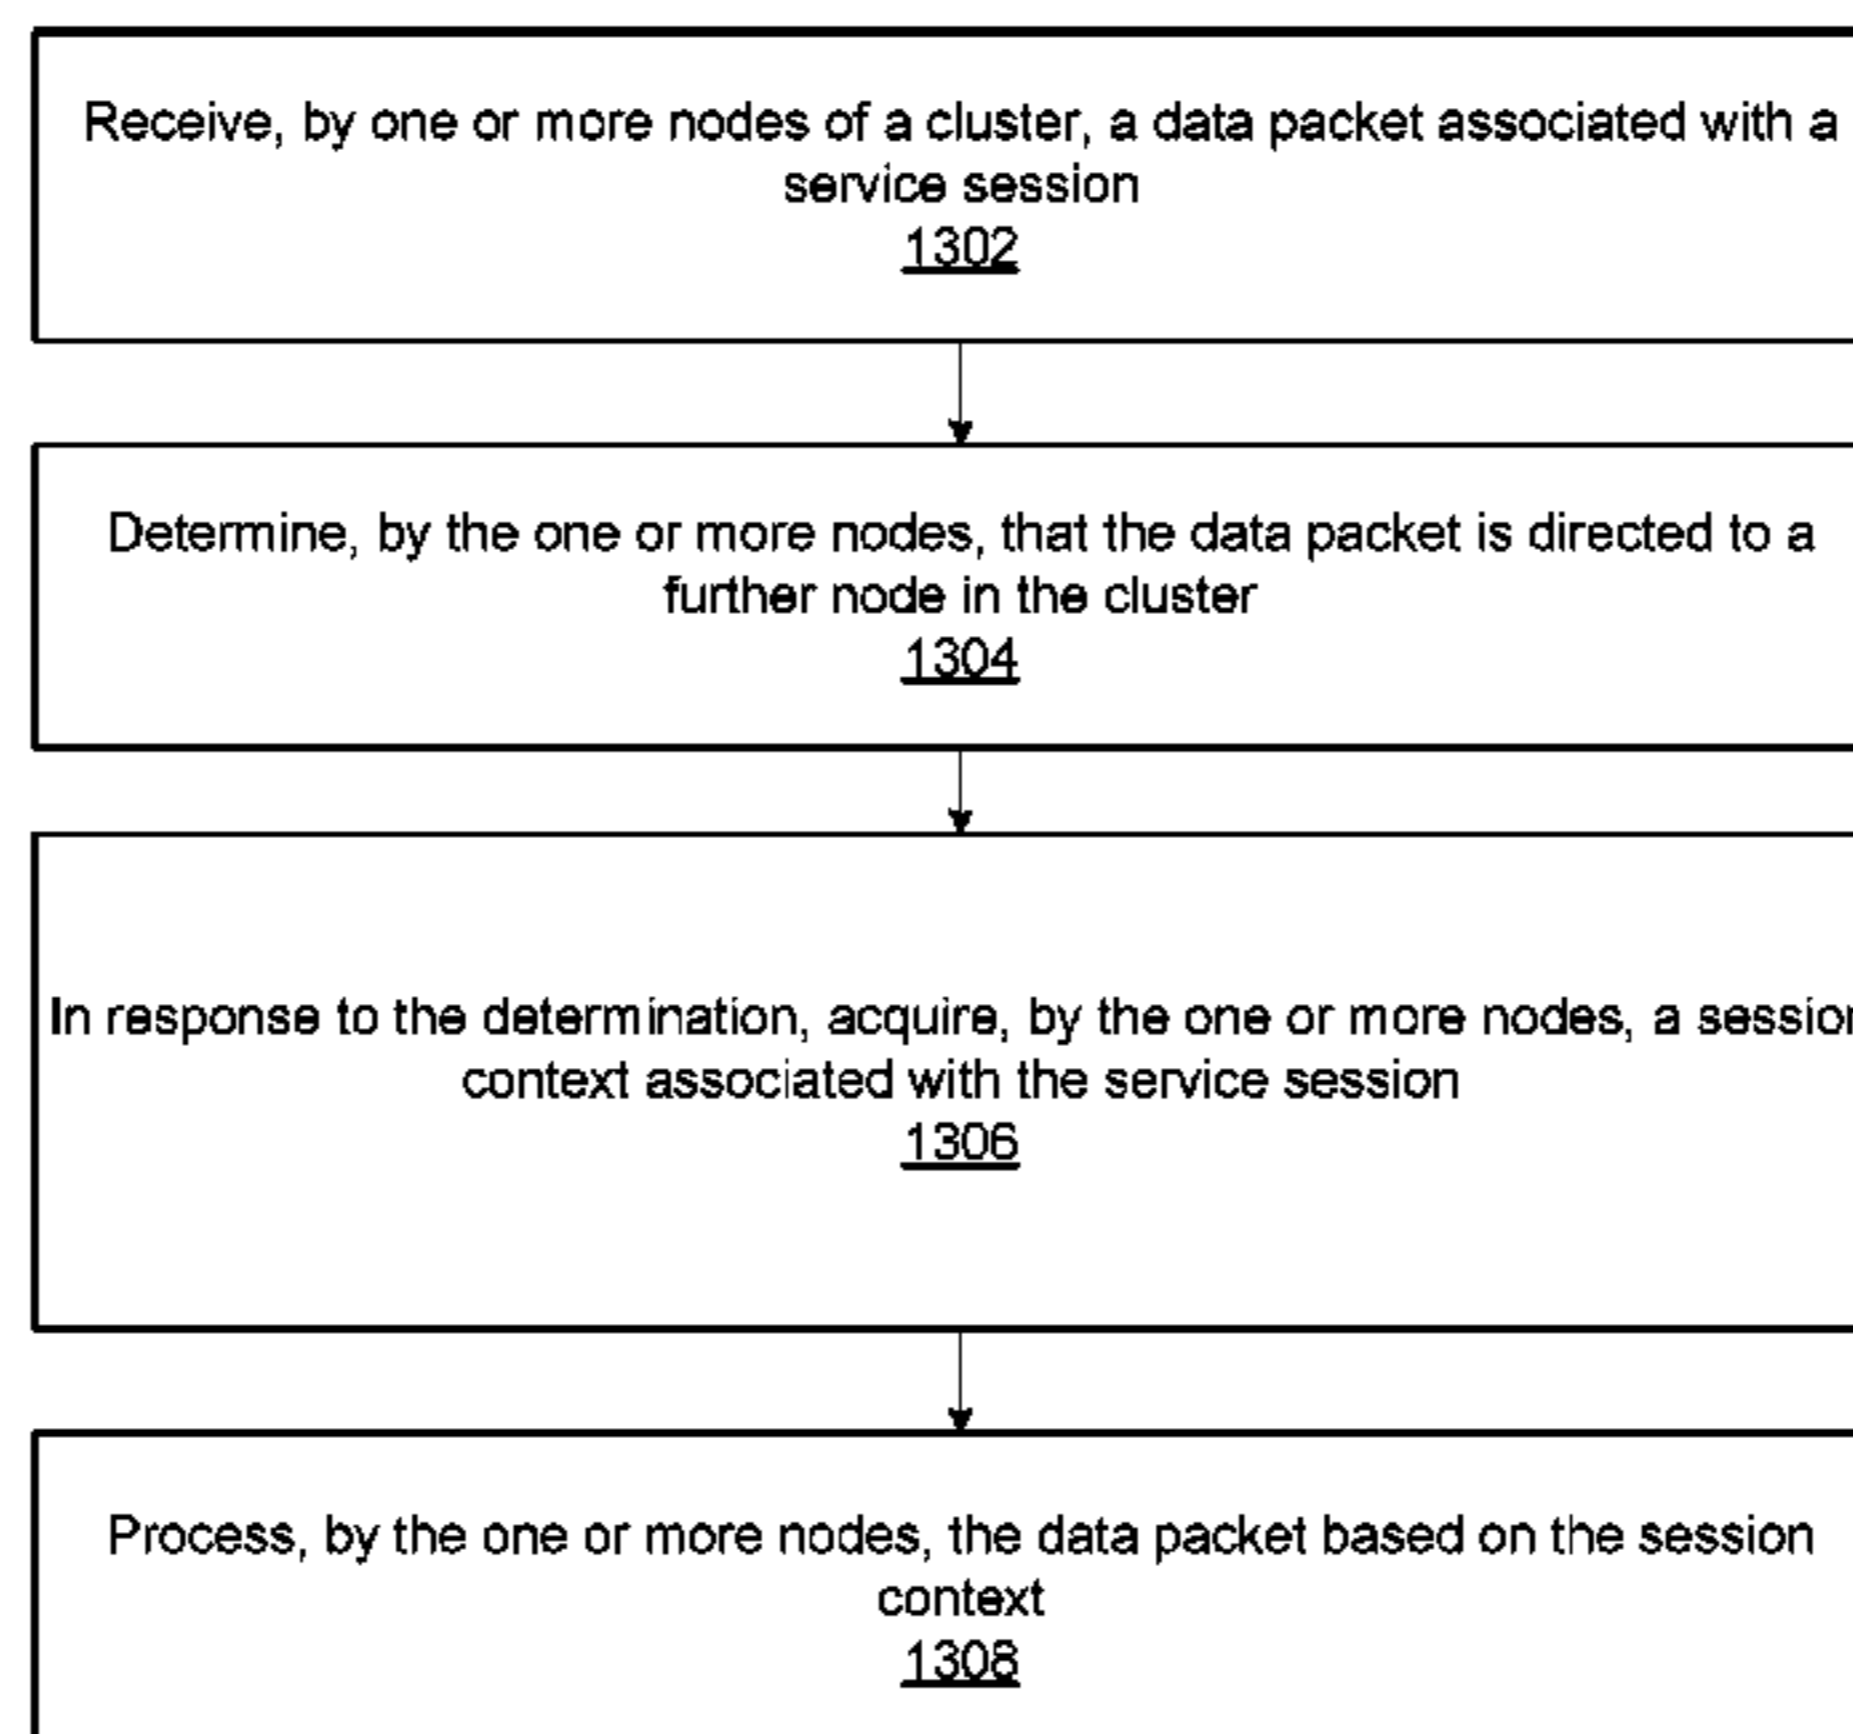 Receive, by one or more nodes of a cluster, a data packet associated with a
service session
1302
Determine, by the one or more nodes, that the data packet is directed to a
further node in the cluster
1304
In response to the determination, acquire, by the one or more nodes, a session
context associated with the service session
1306
Process, by the one or more nodes, the data packet based on the session
context
1308